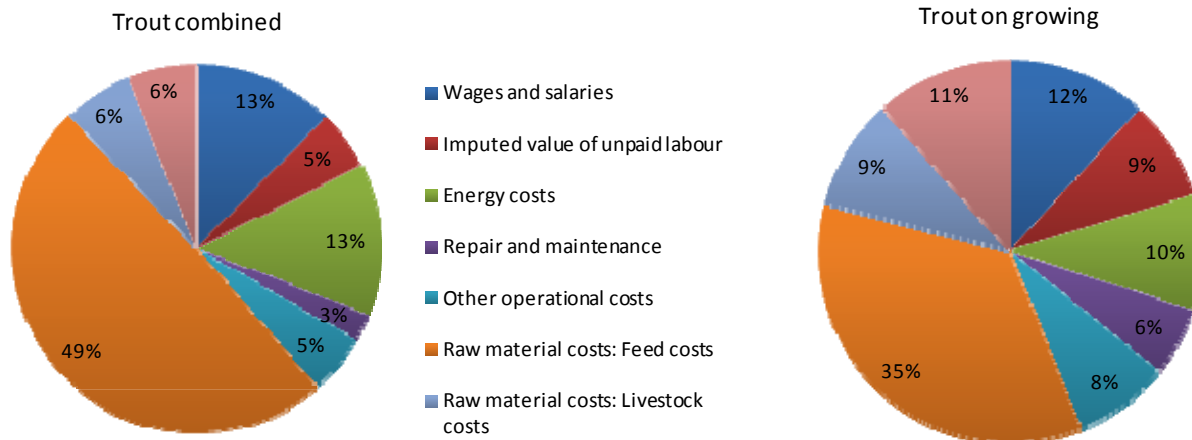 Trout combined
13%
5%
13%
3%
5%
49%
6%
6%
Wages and salaries
Imputed value of unpaid labour
Energy costs
Repair and maintenance
Other operational costs
Raw material costs: Feed costs
Raw material costs: Livestock
costs
Trout on growing
12%
9%
10%
6%
8%
35%
9%
11%